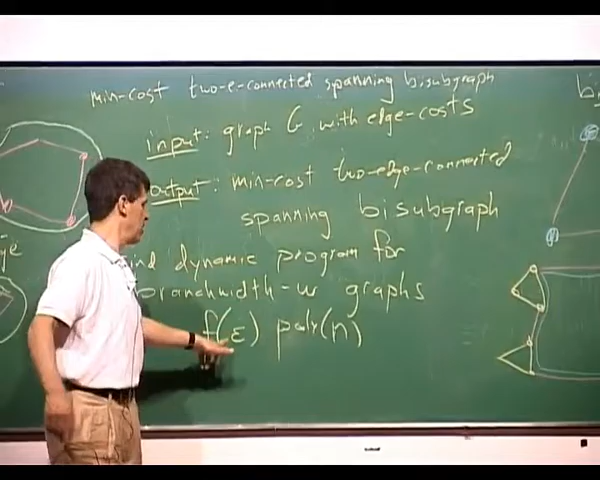 min-cost two-e-connected spanning bisubgraph
input: graph G with edge-costs
output: min-cost two-edge-connected
spanning bisubgraph
ind dynamic program for
branchwidth-w graphs
f(ε) poly(n)